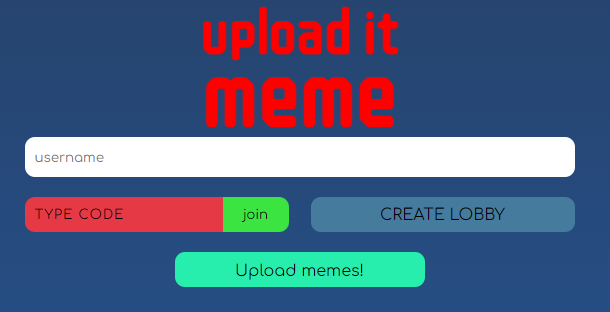 upload it
meme
username
TYPE CODE join CREATE LOBBY
Upload memes!